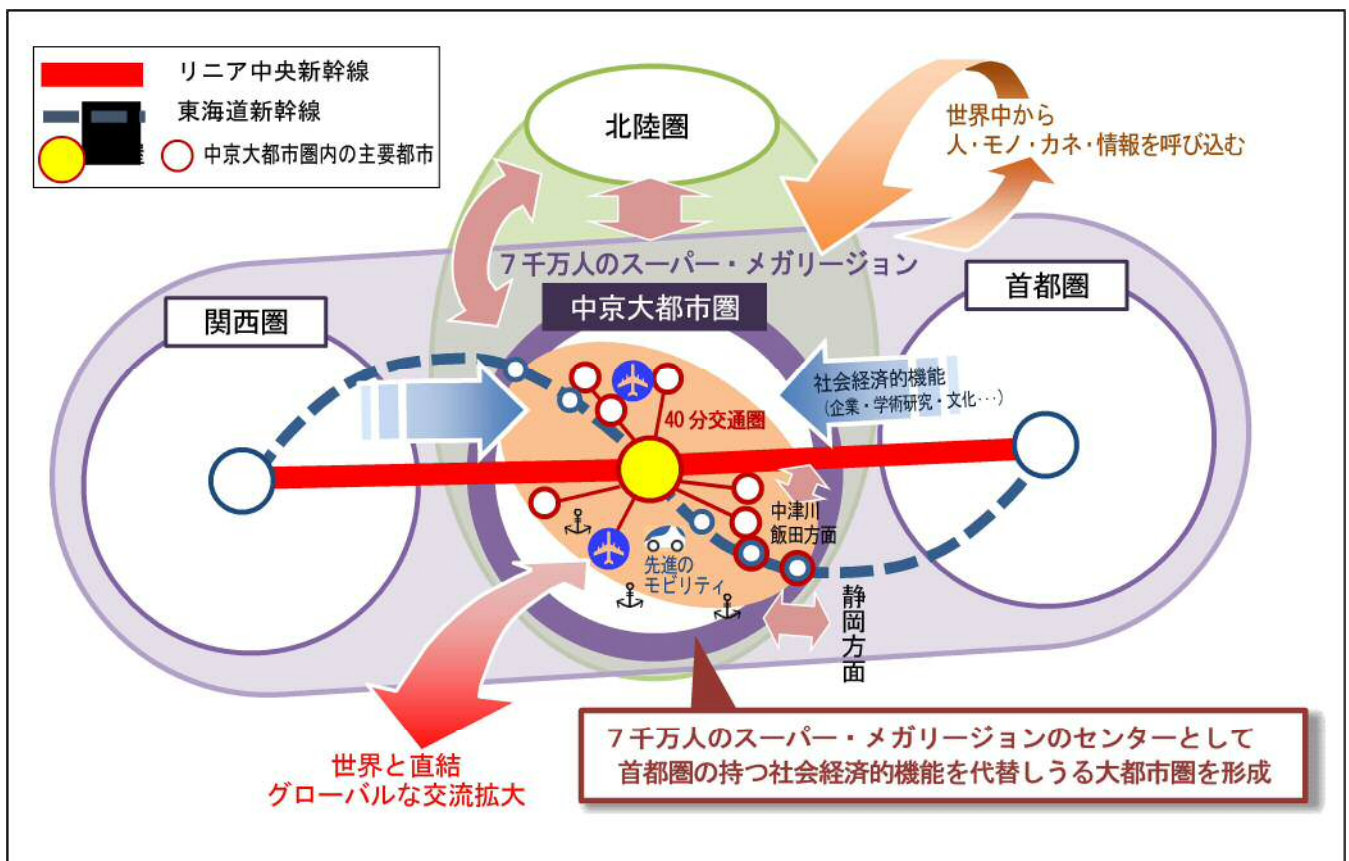 リニア中央新幹線
東海道新幹線
中京大都市圏内の主要都市
北陸圏
世界中から
人・モノ・カネ・情報を呼び込む
7千万人のスーパー・メガリージョン
中京大都市圏
関西圏
首都圏
社会経済的機能
(企業・学術研究・文化･･･)
40分交通圏
中津川
飯田方面
先進の
モビリティ
静岡方面
世界と直結
グローバルな交流拡大
7千万人のスーパー・メガリージョンのセンターとして
首都圏の持つ社会経済的機能を代替しうる大都市圏を形成